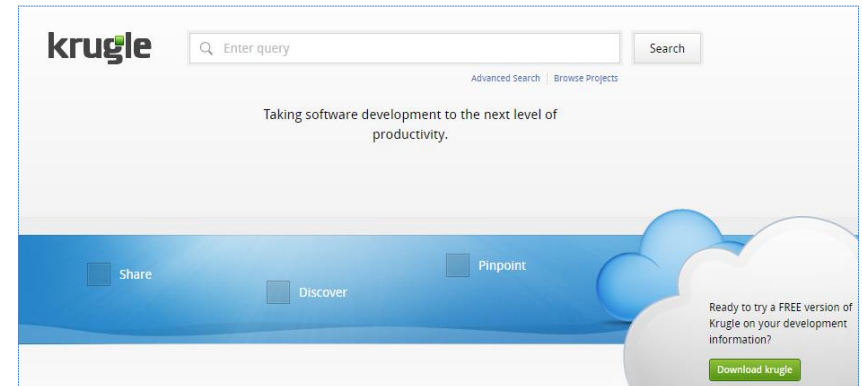 krugle
Enter query
Search
Advanced Search | Browse Projects
Taking software development to the next level of
productivity.
Share
Discover
Pinpoint
Ready to try a FREE version of
Krugle on your development
information?
Download krugle